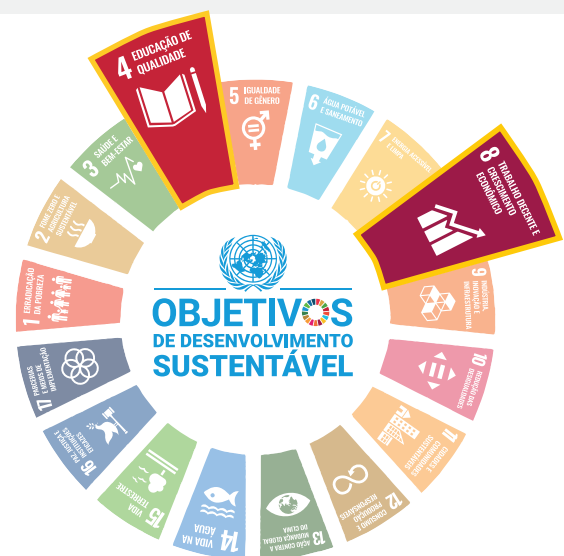 4 EDUCAÇÃO DE
QUALIDADE
5 IGUALDADE
DE GÊNERO
6 ÁGUA POTÁVEL
E SANEAMENTO
7 ENERGIA ACESSÍVEL
E LIMPA
8 TRABALHO DECENTE E
CRESCIMENTO
ECONÔMICO
9 INDÚSTRIA,
INOVAÇÃO E
INFRAESTRUTURA
10 REDUÇÃO DAS
DESIGUALDADES
11 CIDADES E
COMUNIDADES
SUSTENTÁVEIS
12 CONSUMO E
PRODUÇÃO
RESPONSÁVEIS
13 AÇÃO CONTRA A
MUDANÇA GLOBAL
DO CLIMA
14 VIDA NA
ÁGUA
15 VIDA
TERRESTRE
16 PAZ, JUSTIÇA E
INSTITUIÇÕES
EFICAZES
17 PARCERIAS
E MEIOS DE
IMPLEMENTAÇÃO
1 ERRADICAÇÃO
DA POBREZA
2 FOME ZERO E
AGRICULTURA
SUSTENTÁVEL
3 SAÚDE E
BEM-ESTAR
OBJETIVOS
DE DESENVOLVIMENTO
SUSTENTÁVEL